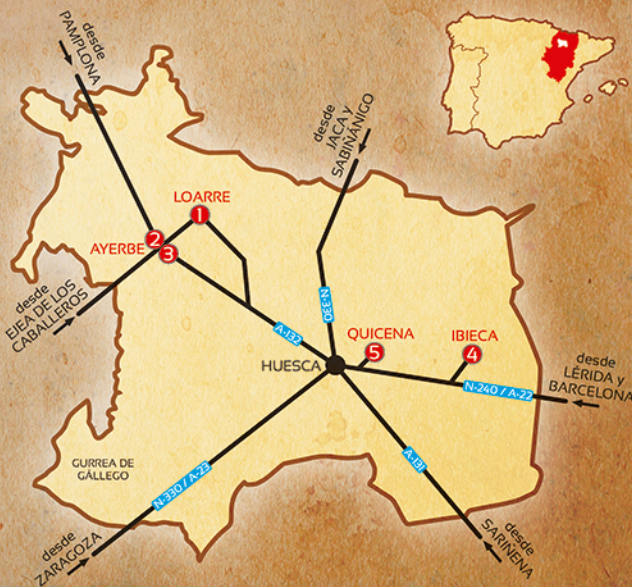 desde
PAMPLONA
desde
JACA y
SABIÑÁNIGO
LOARRE
1
AYERBE
2
3
desde
EJEA DE LOS
CABALLEROS
A-132
N-330
QUICENA
5
IBIECA
4
HUESCA
desde
LÉRIDA y
BARCELONA
N-240 / A-22
GURREA DE
GÁLLEGO
N-330 / A-23
A-131
desde
ZARAGOZA
desde
SARIÑENA